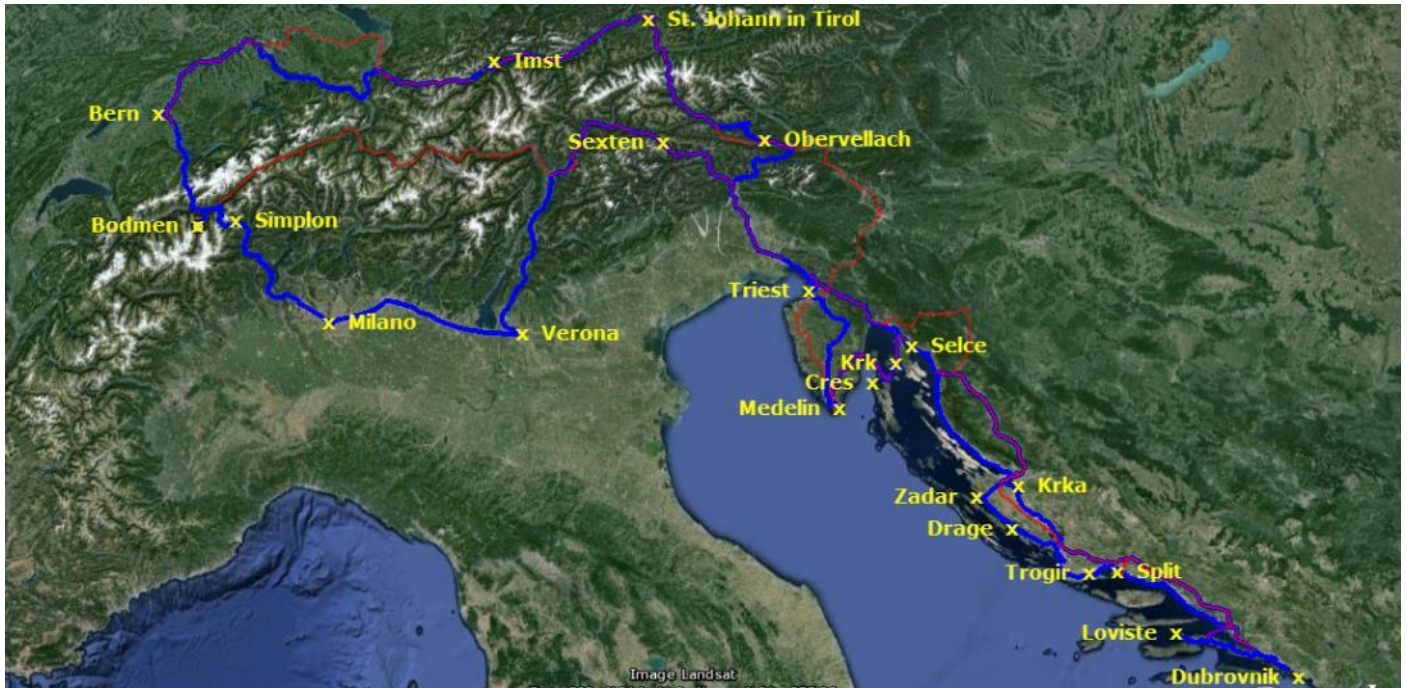 St. Johann in Tirol
Imst
Bern
Sexten
Obervellach
Bodmen
Simplon
Triest
Milano
Verona
Selce
Krk
Cres
Medelin
Krka
Zadar
Drage
Trogir
Split
Loviste
Dubrovnik
Image Landsat